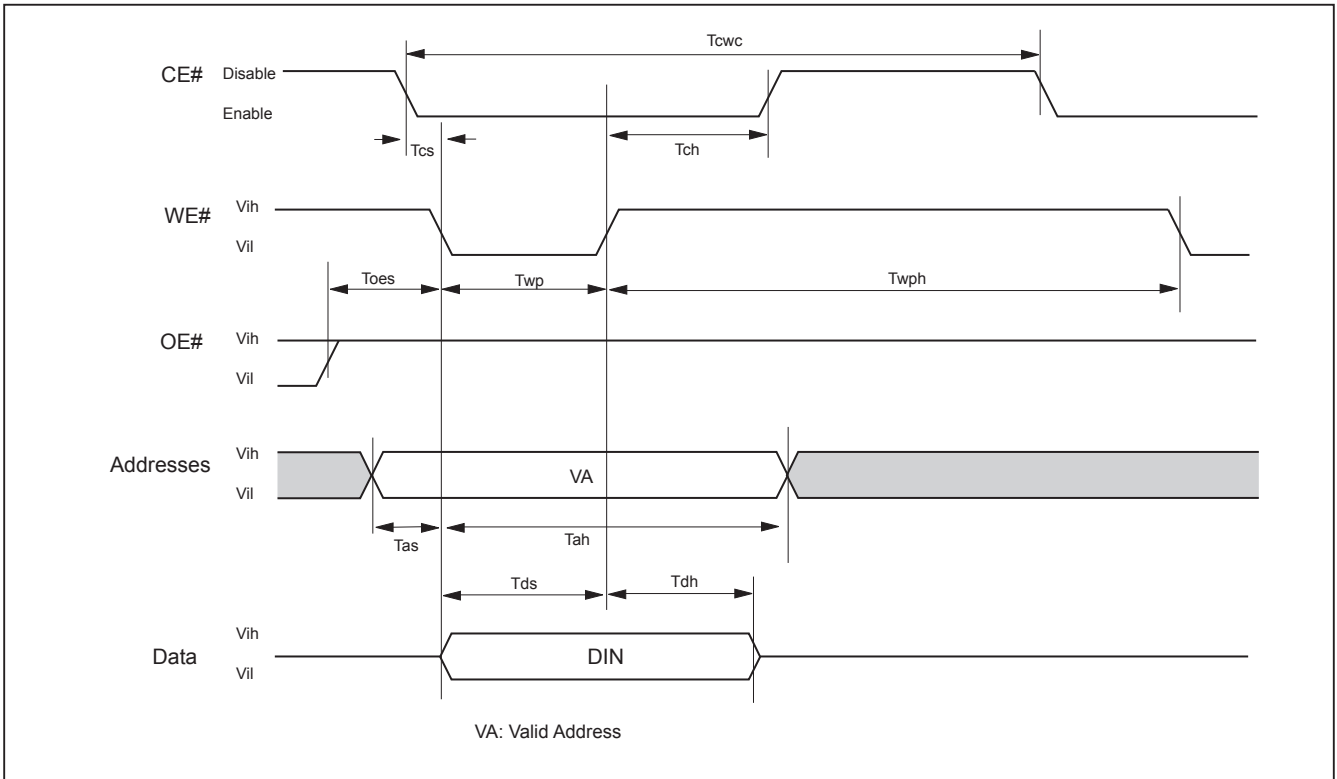 Tcwc
CE# Disable
Enable
Tcs
Tch
WE# Vih
Vil
Toes Twp Twph
OE# Vih
Vil
Addresses Vih
VA
Vil
Tas Tah
Tds Tdh
Data Vih
DIN
Vil
VA: Valid Address